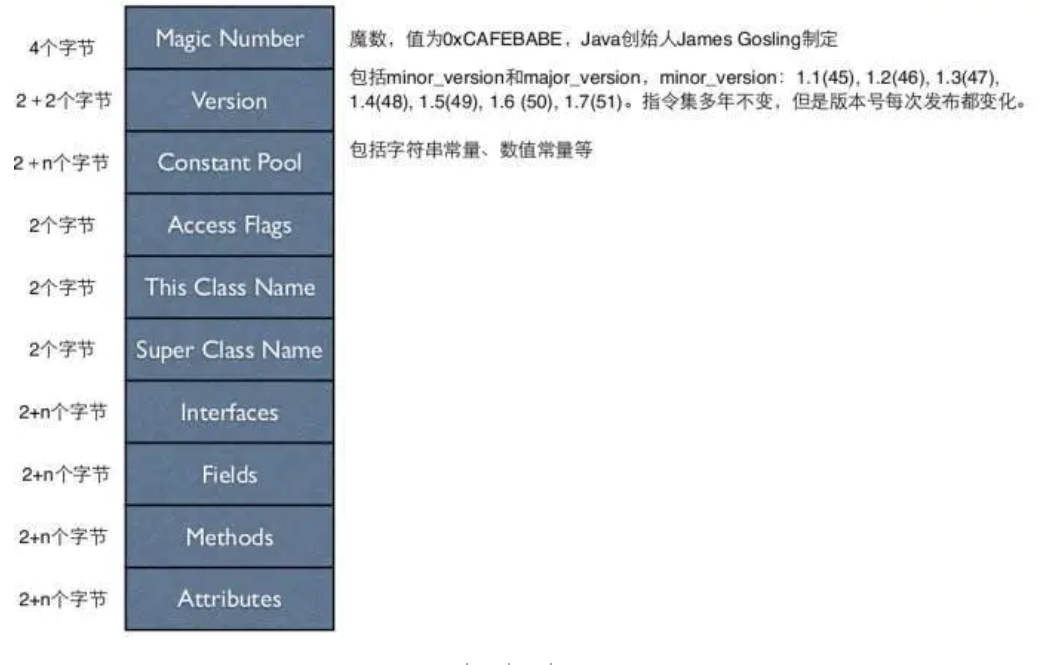 4个字节 Magic Number 魔数，值为0xCAFEBABE，Java创始人James Gosling制定
2+2个字节 Version 包括minor_version和major_version，minor_version：1.1(45), 1.2(46), 1.3(47),
1.4(48), 1.5(49), 1.6 (50), 1.7(51)。指令集多年不变，但是版本号每次发布都变化。
2+n个字节 Constant Pool 包括字符串常量、数值常量等
2个字节 Access Flags
2个字节 This Class Name
2个字节 Super Class Name
2+n个字节 Interfaces
2+n个字节 Fields
2+n个字节 Methods
2+n个字节 Attributes